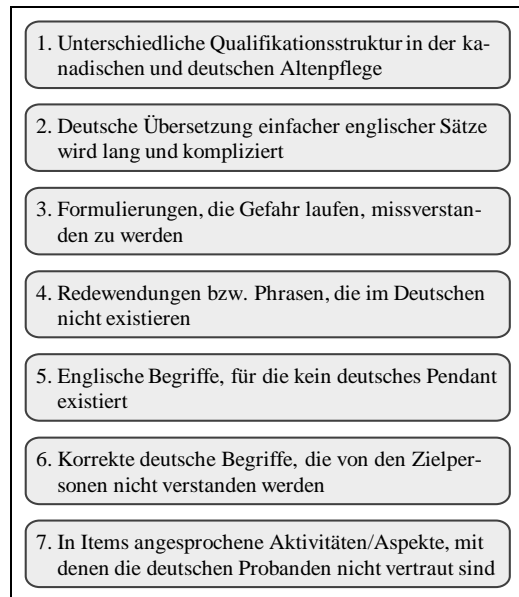 1. Unterschiedliche Qualifikationsstruktur in der ka-
nadischen und deutschen Altenpflege
2. Deutsche Übersetzung einfacher englischer Sätze
wird lang und kompliziert
3. Formulierungen, die Gefahr laufen, missverstan-
den zu werden
4. Redewendungen bzw. Phrasen, die im Deutschen
nicht existieren
5. Englische Begriffe, für die kein deutsches Pendant
existiert
6. Korrekte deutsche Begriffe, die von den Zielper-
sonen nicht verstanden werden
7. In Items angesprochene Aktivitäten/Aspekte, mit
denen die deutschen Probanden nicht vertraut sind